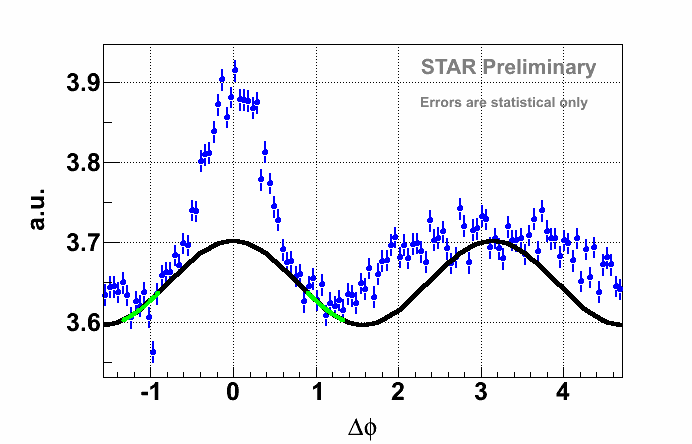 STAR Preliminary
Errors are statistical only
3.9
3.8
3.7
3.6
a.u.
-1 0 1 2 3 4
Δϕ